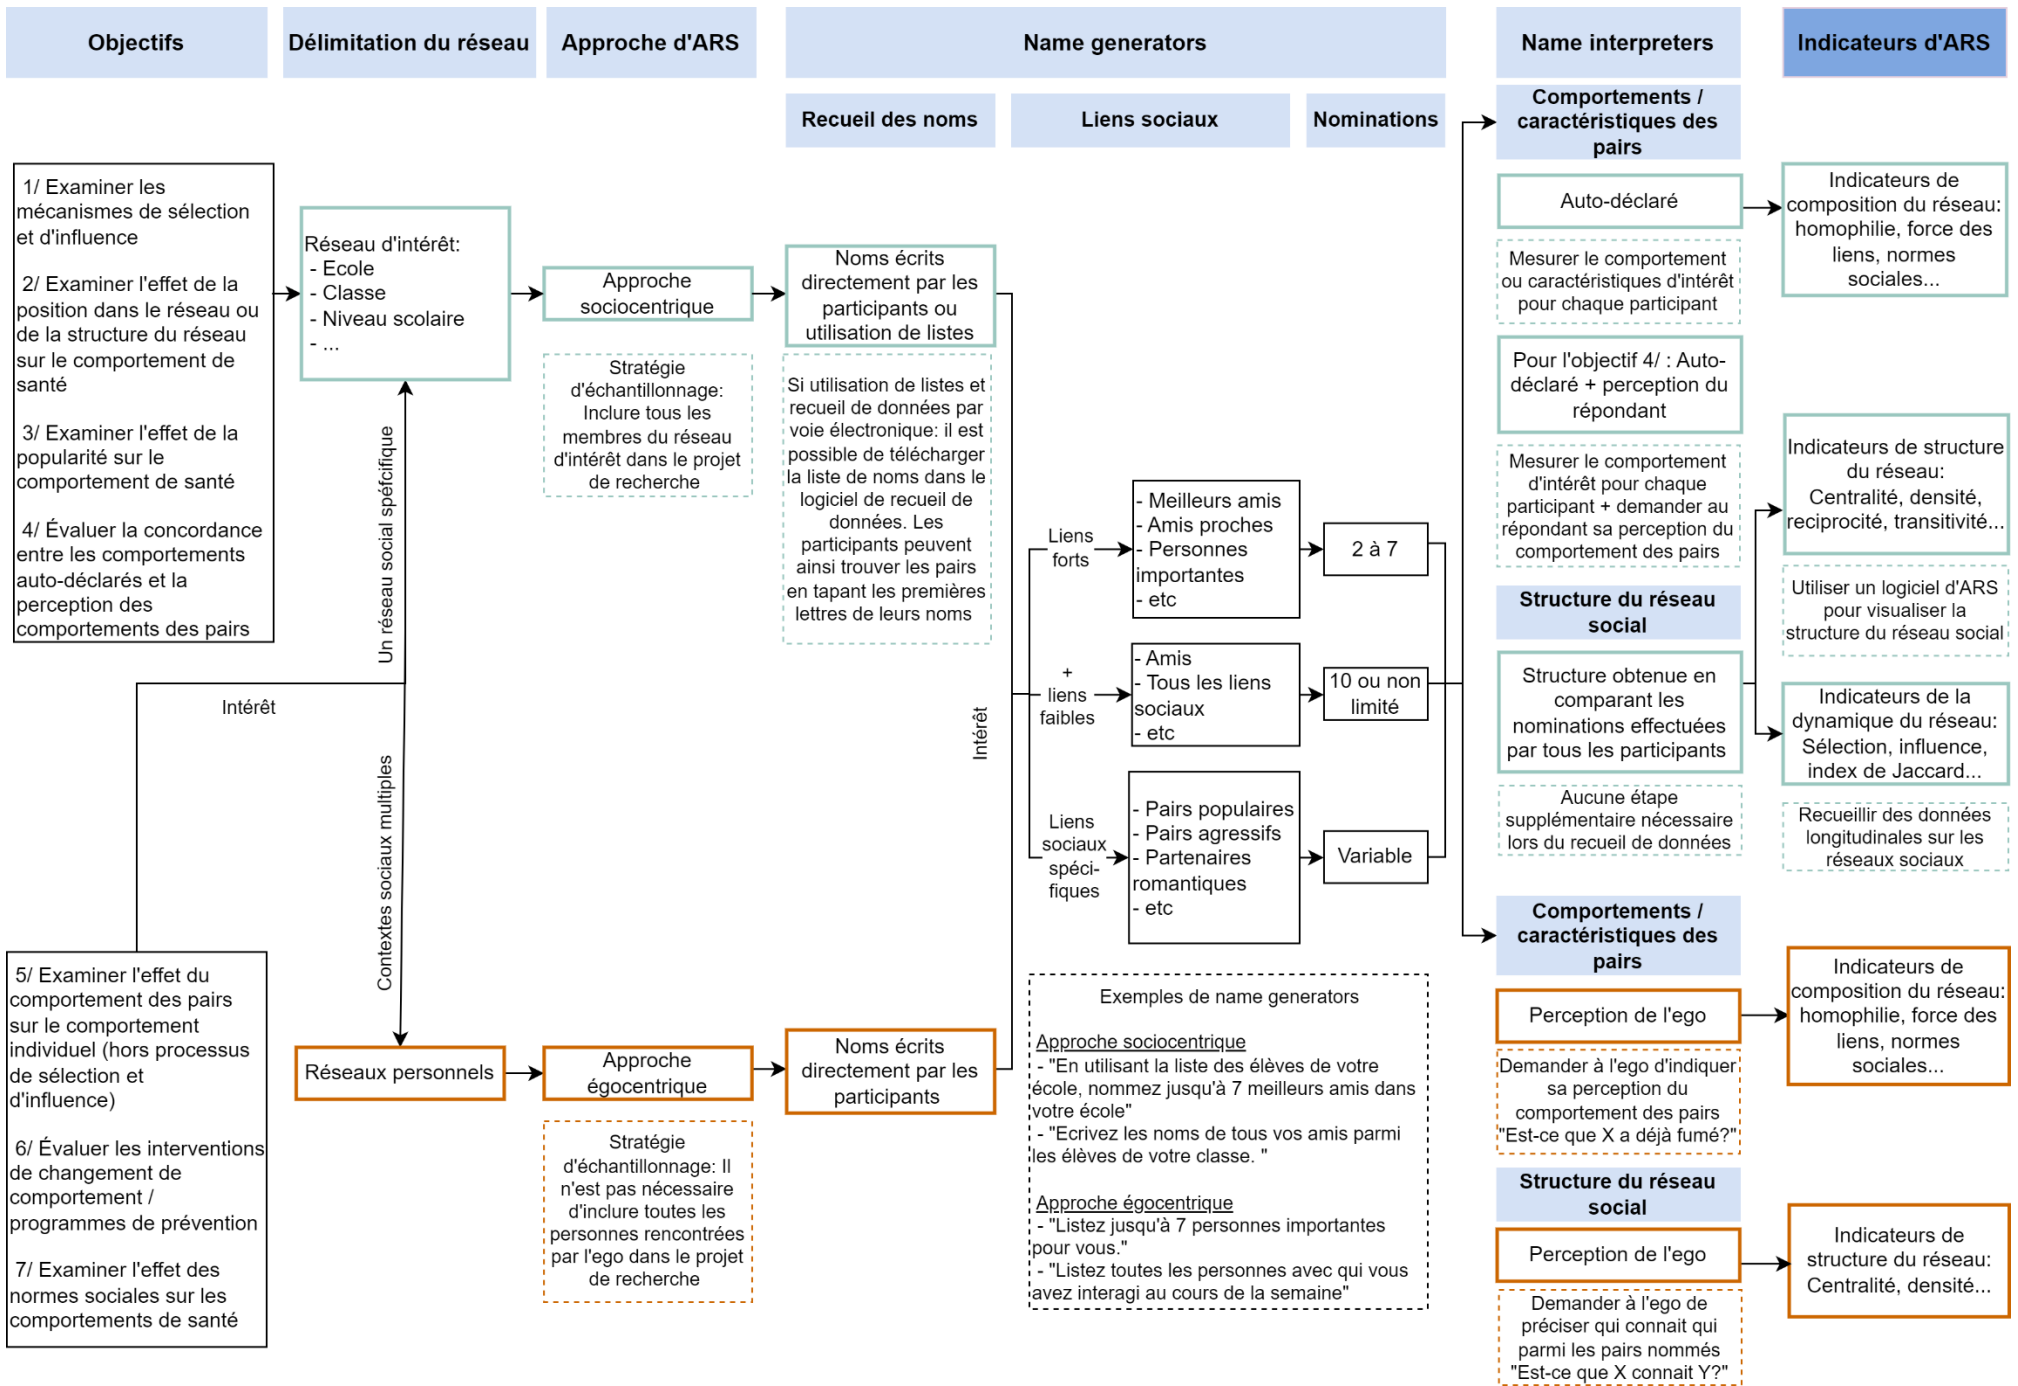 Objectifs
Délimitation du réseau
Approche d'ARS
Name generators
Name interpreters
Indicateurs d'ARS
Recueil des noms
Liens sociaux
Nominations
1/ Examiner les
mécanismes de sélection
et d'influence
2/ Examiner l'effet de la
position dans le réseau ou
de la structure du réseau
sur le comportement de
santé
3/ Examiner l'effet de la
popularité sur le
comportement de santé
4/ Évaluer la concordance
entre les comportements
auto-déclarés et la
perception des
comportements des pairs
Intérêt
5/ Examiner l'effet du
comportement des pairs
sur le comportement
individuel (hors processus
de sélection et
d'influence)
6/ Évaluer les interventions
de changement de
comportement /
programmes de prévention
7/ Examiner l'effet des
normes sociales sur les
comportements de santé
Réseau d'intérêt:
- Ecole
- Classe
- Niveau scolaire
- ...
Un réseau social spéfcifique
Contextes sociaux multiples
Réseaux personnels
Approche
sociocentrique
Stratégie
d'échantillonnage:
Inclure tous les
membres du réseau
d'intérêt dans le projet
de recherche
Approche
égocentrique
Stratégie
d'échantillonnage: Il
n'est pas nécessaire
d'inclure toutes les
personnes rencontrées
par l'ego dans le projet
de recherche
Noms écrits
directement par les
participants ou
utilisation de listes
Si utilisation de listes et
recueil de données par
voie électronique: il est
possible de télécharger
la liste de noms dans le
logiciel de recueil de
données. Les
participants peuvent
ainsi trouver les pairs
en tapant les premières
lettres de leurs noms
Noms écrits
directement par les
participants
Intérêt
Liens
forts
- Meilleurs amis
- Amis proches
- Personnes
importantes
- etc
2 à 7
+
liens
faibles
- Amis
- Tous les liens
sociaux
- etc
10 ou non
limité
Liens
sociaux
spéci-
fiques
- Pairs populaires
- Pairs agressifs
- Partenaires
romantiques
- etc
Variable
Exemples de name generators
Approche sociocentrique
- "En utilisant la liste des élèves de votre
école, nommez jusqu'à 7 meilleurs amis dans
votre école"
- "Ecrivez les noms de tous vos amis parmi
les élèves de votre classe. "
Approche égocentrique
- "Listez jusqu'à 7 personnes importantes
pour vous."
- "Listez toutes les personnes avec qui vous
avez interagi au cours de la semaine"
Comportements /
caractéristiques des
pairs
Auto-déclaré
Mesurer le comportement
ou caractéristiques d'intérêt
pour chaque participant
Pour l'objectif 4/ : Auto-
déclaré + perception du
répondant
Mesurer le comportement
d'intérêt pour chaque
participant + demander au
répondant sa perception du
comportement des pairs
Structure du réseau
social
Structure obtenue en
comparant les
nominations effectuées
par tous les participants
Aucune étape
supplémentaire nécessaire
lors du recueil de données
Comportements /
caractéristiques des
pairs
Perception de l'ego
Demander à l'ego d'indiquer
sa perception du
comportement des pairs
"Est-ce que X a déjà fumé?"
Structure du réseau
social
Perception de l'ego
Demander à l'ego de
préciser qui connait qui
parmi les pairs nommés
"Est-ce que X connait Y?"
Indicateurs de
composition du réseau:
homophilie, force des
liens, normes
sociales...
Indicateurs de structure
du réseau:
Centralité, densité,
reciprocité, transitivité...
Utiliser un logiciel d'ARS
pour visualiser la
structure du réseau social
Indicateurs de la
dynamique du réseau:
Sélection, influence,
index de Jaccard...
Recueillir des données
longitudinales sur les
réseaux sociaux
Indicateurs de
composition du réseau:
homophilie, force des
liens, normes
sociales...
Indicateurs de
structure du réseau:
Centralité, densité...